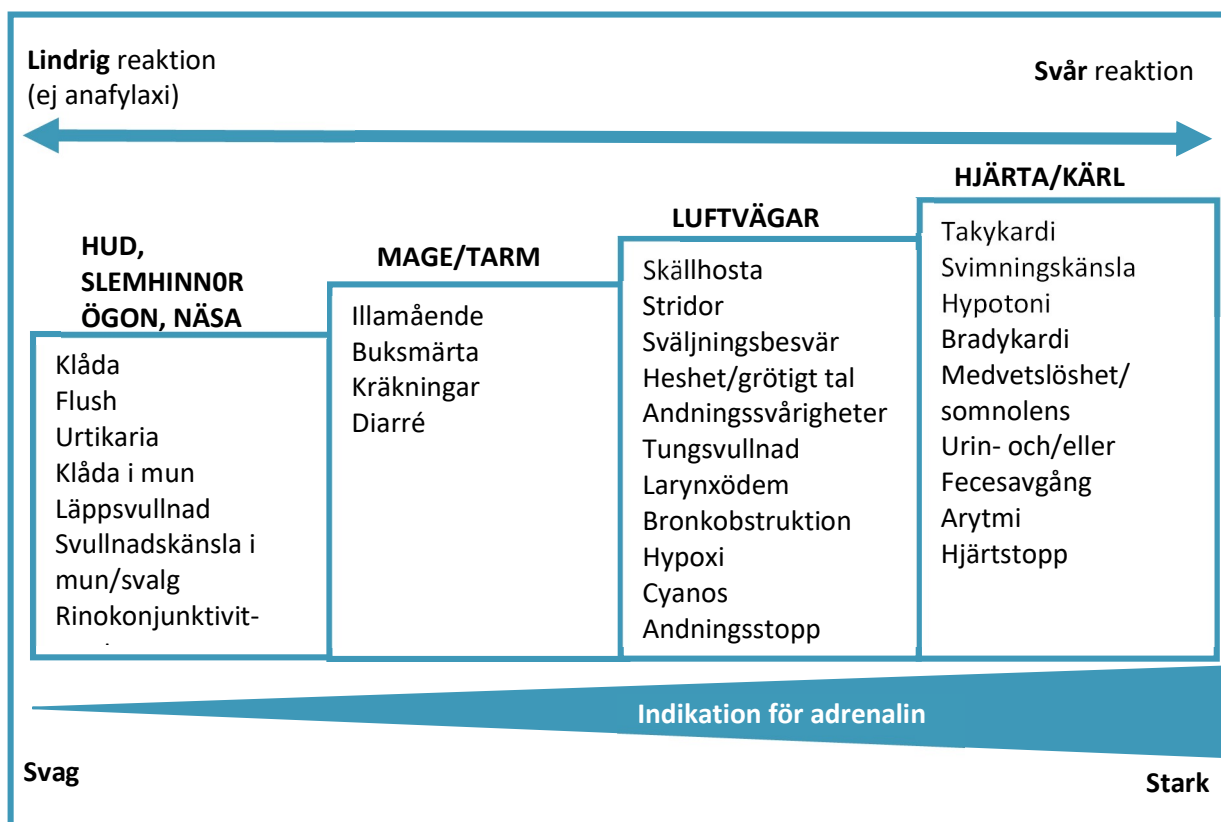 Lindrig reaktion
(ej anafylaxi)
Svår reaktion
HUD,
SLEMHINN0R
ÖGON, NÄSA
Klåda
Flush
Urtikaria
Klåda i mun
Läppsvullnad
Svullnadskänsla i
mun/svalg
Rinokonjunktivit-
MAGE/TARM
Illamående
Buksmärta
Kräkningar
Diarré
LUFTVÄGAR
Skällhosta
Stridor
Sväljningsbesvär
Heshet/grötigt tal
Andningssvårigheter
Tungsvullnad
Larynxödem
Bronkobstruktion
Hypoxi
Cyanos
Andningsstopp
HJÄRTA/KÄRL
Takykardi
Svimningskänsla
Hypotoni
Bradykardi
Medvetslöshet/
somnolens
Urin- och/eller
Fecesavgång
Arytmi
Hjärtstopp
Indikation för adrenalin
Svag
Stark